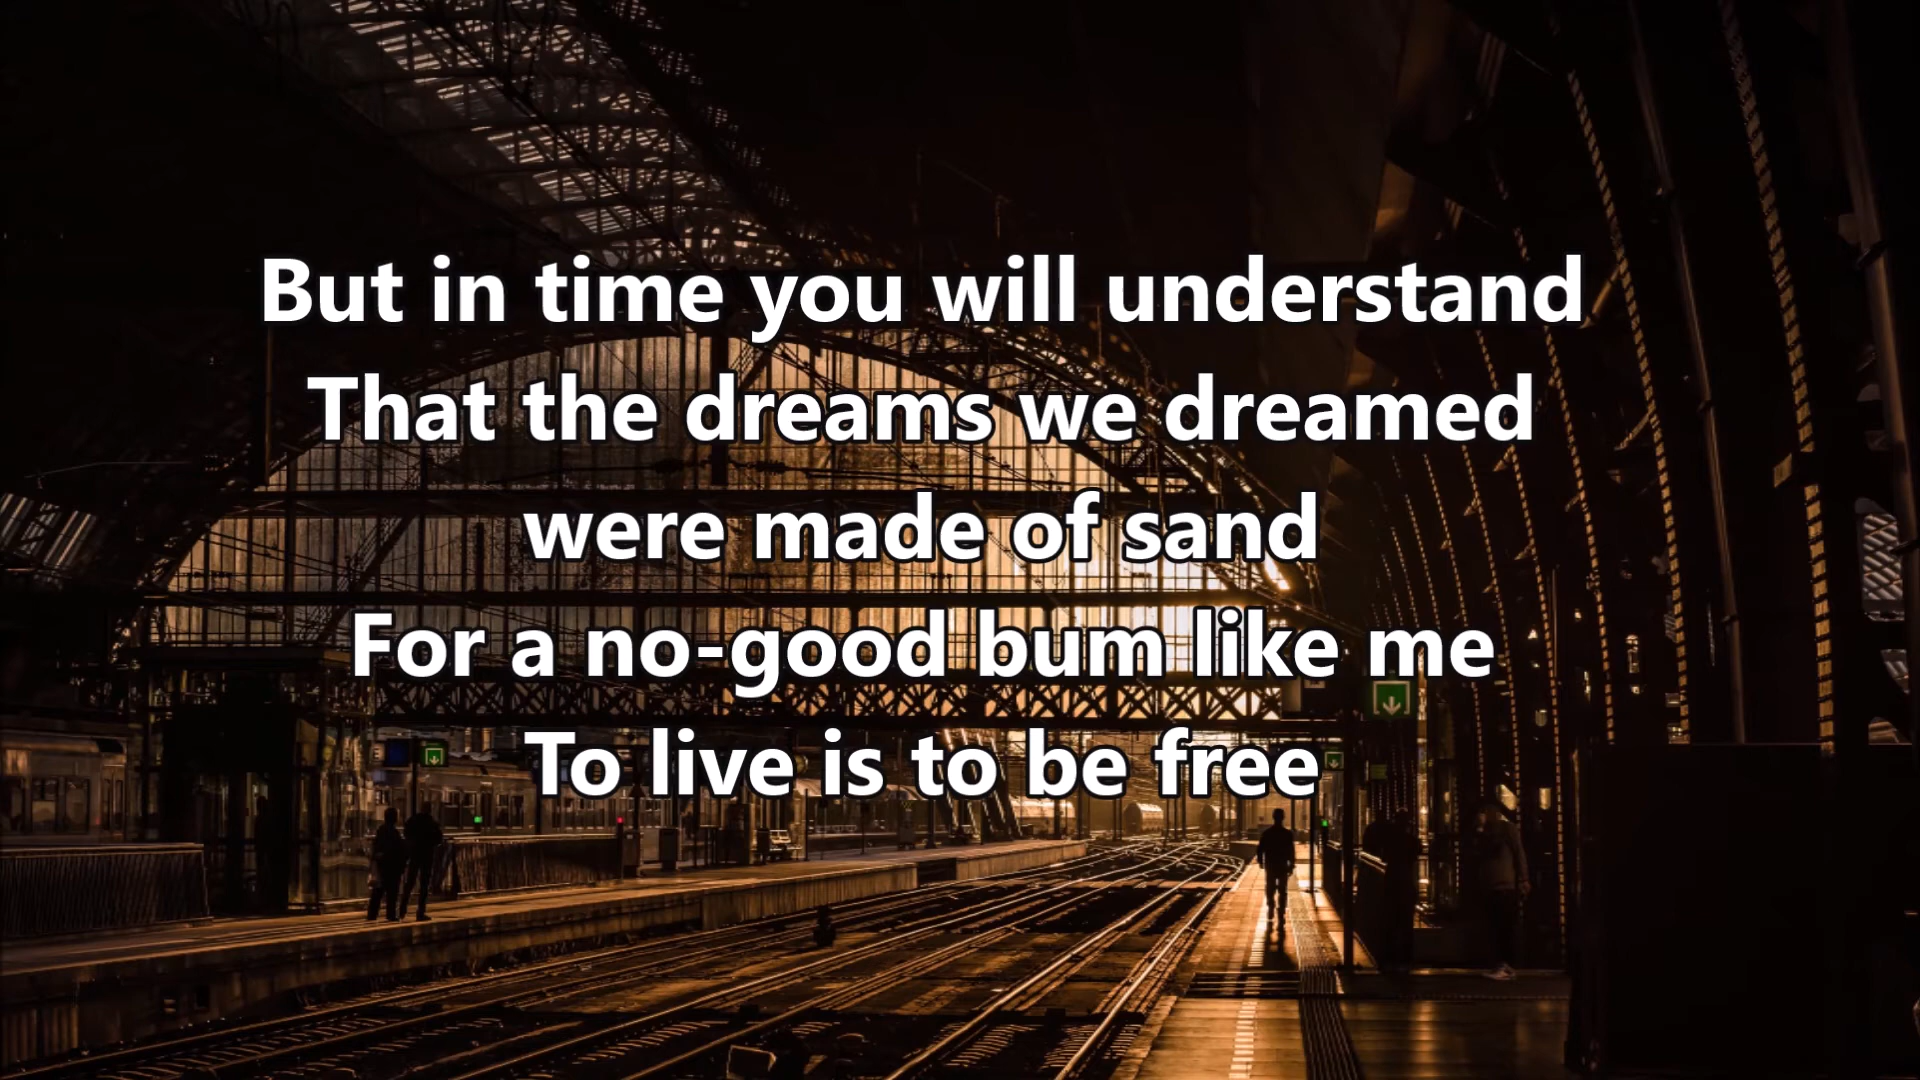 But in time you will understand
That the dreams we dreamed
were made of sand
For a no-good bum like me
To live is to be free